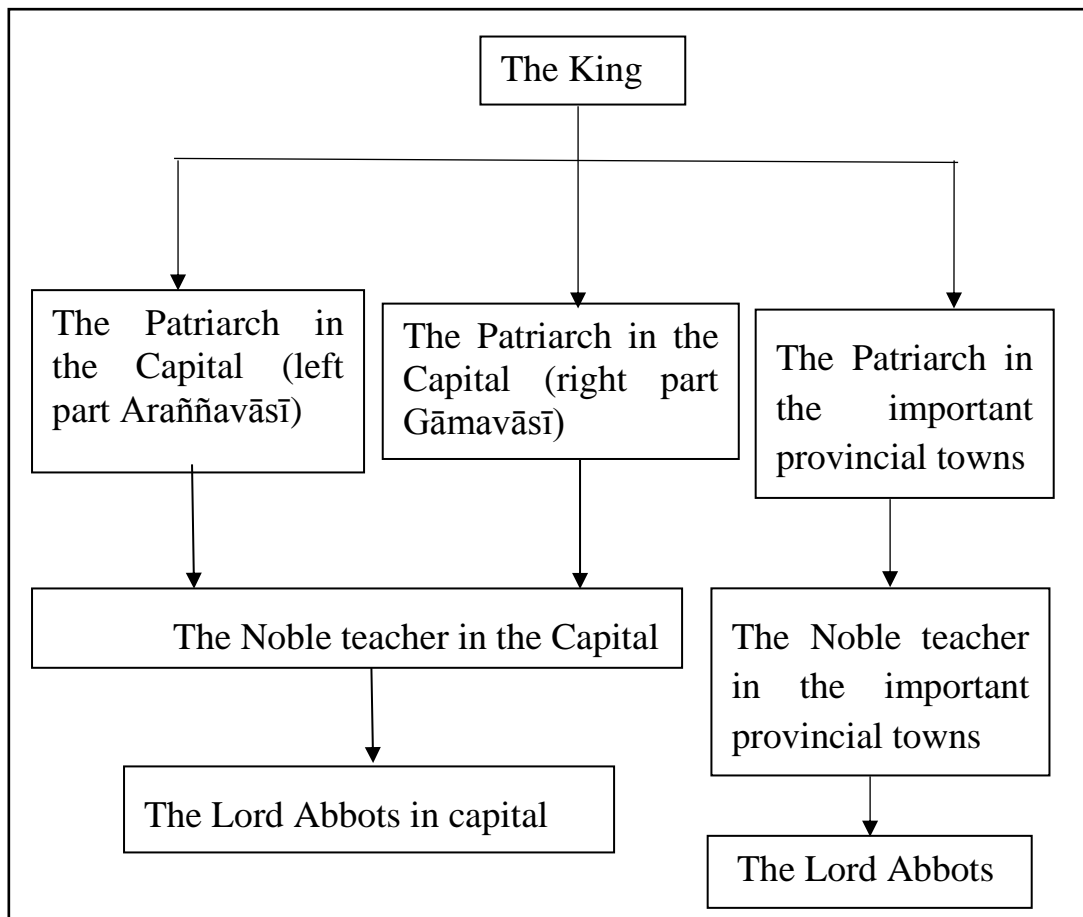 The King
The Patriarch in
the Capital (left
part Araññavāsī)
The Patriarch in the
Capital (right part
Gāmavāsī)
The Patriarch in
the important
provincial towns
The Noble teacher in the Capital
The Noble teacher
in the important
provincial towns
The Lord Abbots in capital
The Lord Abbots